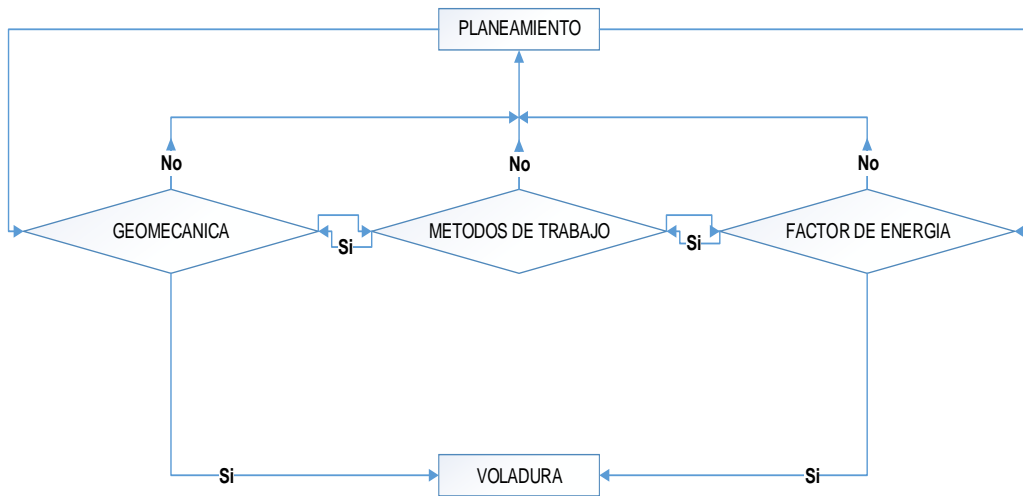 PLANEAMIENTO
No
No
No
GEOMECANICA
Si
METODOS DE TRABAJO
Si
FACTOR DE ENERGIA
Si
VOLADURA
Si